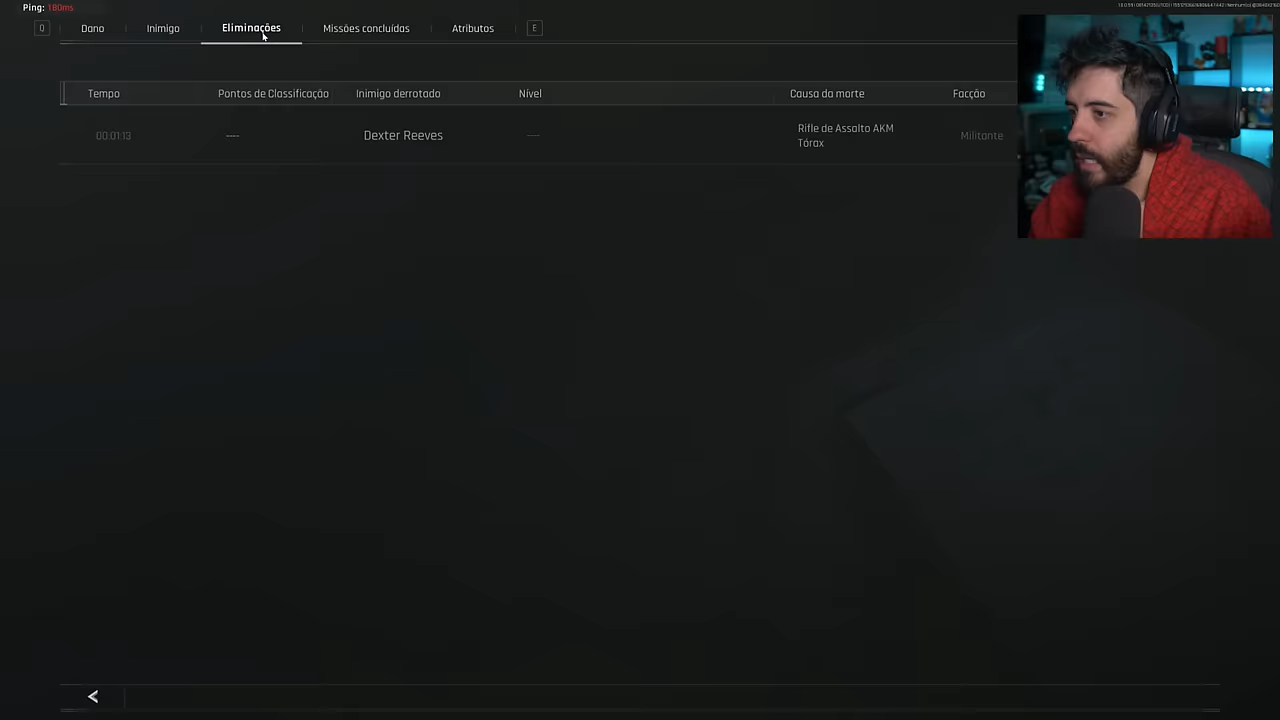 Ping: 180ms
Q
Dano
Inimigo
Eliminações
Missões concluídas
Atributos
E
Tempo
Pontos de Classificação
Inimigo derrotado
Nível
Causa da morte
Facção
00:01:13
----
Dexter Reeves
----
Rifle de Assalto AKM
Tórax
Militante